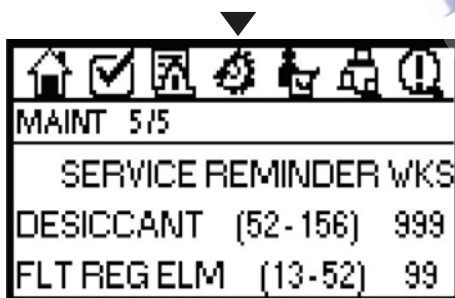 MAINT 5/5
SERVICE REMINDER WKS
DESICCANT (52-156) 999
FLT REG ELM (13-52) 99